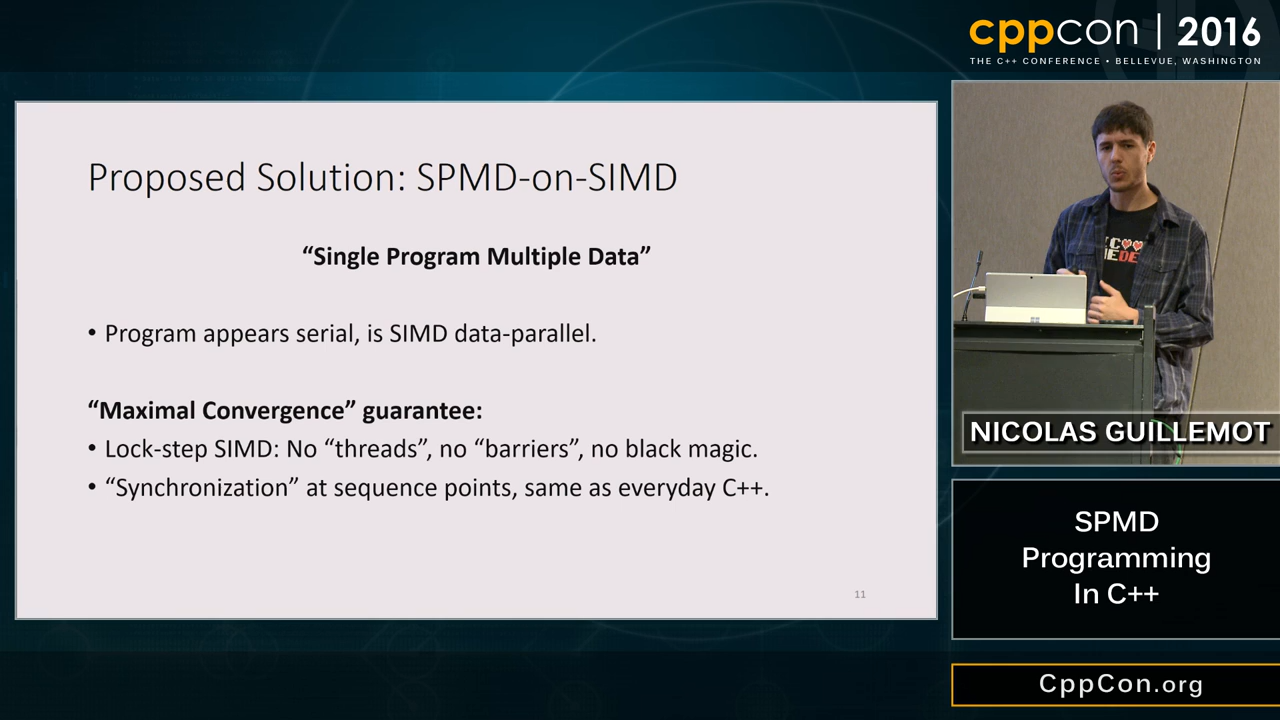 cppcon | 2016
THE C++ CONFERENCE • BELLEVUE, WASHINGTON
Proposed Solution: SPMD-on-SIMD
“Single Program Multiple Data”
• Program appears serial, is SIMD data-parallel.
“Maximal Convergence” guarantee:
• Lock-step SIMD: No “threads”, no “barriers”, no black magic.
• “Synchronization” at sequence points, same as everyday C++.
11
NICOLAS GUILLEMOT
SPMD
Programming
In C++
CppCon.org